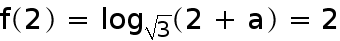 f(2) = log√3(2 + a) = 2